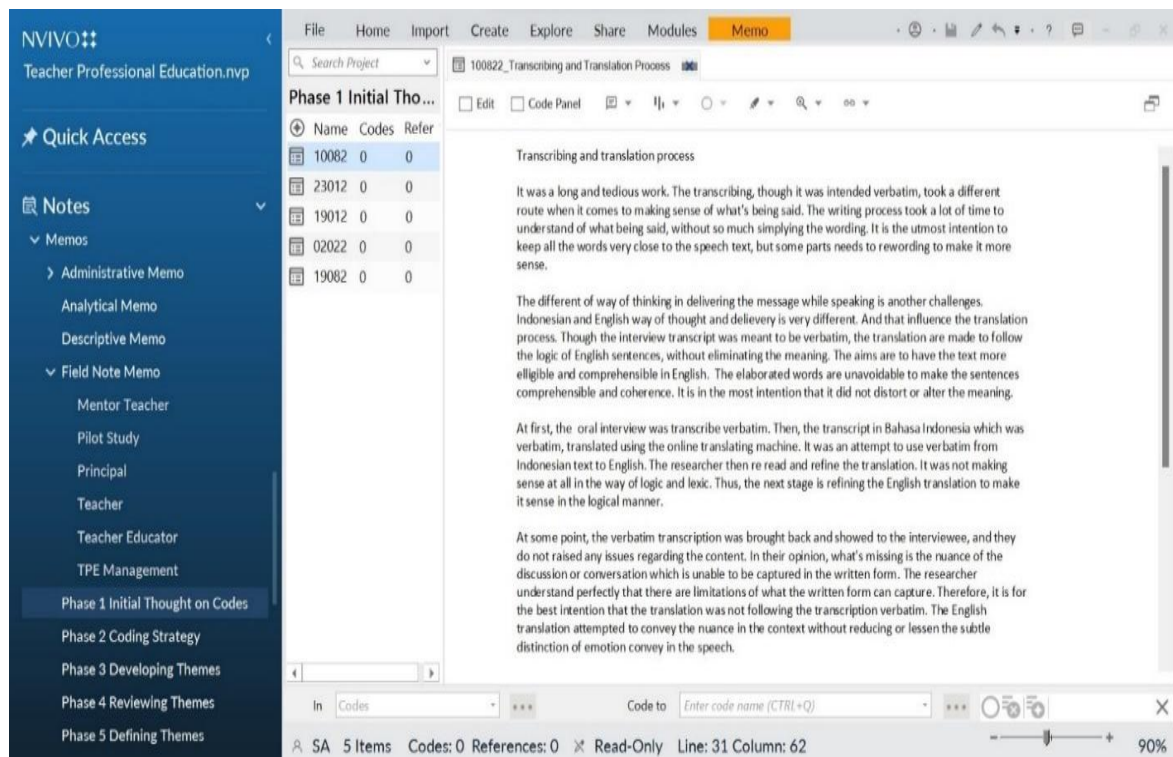 NVIVO
Teacher Professional Education.nvp
Quick Access
Notes
Memos
Administrative Memo
Analytical Memo
Descriptive Memo
Field Note Memo
Mentor Teacher
Pilot Study
Principal
Teacher
Teacher Educator
TPE Management
Phase 1 Initial Thought on Codes
Phase 2 Coding Strategy
Phase 3 Developing Themes
Phase 4 Reviewing Themes
Phase 5 Defining Themes
File Home Import Create Explore Share Modules Memo
Search Project
Phase 1 Initial Tho...
Name Codes Refer
10082 0 0
23012 0 0
19012 0 0
02022 0 0
19082 0 0
100822_Transcribing and Translation Process
Edit Code Panel
Transcribing and translation process
It was a long and tedious work. The transcribing, though it was intended verbatim, took a different
route when it comes to making sense of what's being said. The writing process took a lot of time to
understand of what being said, without so much simplying the wording. It is the utmost intention to
keep all the words very close to the speech text, but some parts needs to rewording to make it more
sense.
The different of way of thinking in delivering the message while speaking is another challenges.
Indonesian and English way of thought and delievery is very different. And that influence the translation
process. Though the interview transcript was meant to be verbatim, the translation are made to follow
the logic of English sentences, without eliminating the meaning. The aims are to have the text more
elligible and comprehensible in English. The elaborated words are unavoidable to make the sentences
comprehensible and coherence. It is in the most intention that it did not distort or alter the meaning.
At first, the oral interview was transcribe verbatim. Then, the transcript in Bahasa Indonesia which was
verbatim, translated using the online translating machine. It was an attempt to use verbatim from
Indonesian text to English. The researcher then re read and refine the translation. It was not making
sense at all in the way of logic and lexic. Thus, the next stage is refining the English translation to make
it sense in the logical manner.
At some point, the verbatim transcription was brought back and showed to the interviewee, and they
do not raised any issues regarding the content. In their opinion, what's missing is the nuance of the
discussion or conversation which is unable to be captured in the written form. The researcher
understand perfectly that there are limitations of what the written form can capture. Therefore, it is for
the best intention that the translation was not following the transcription verbatim. The English
translation attempted to convey the nuance in the context without reducing or lessen the subtle
distinction of emotion convey in the speech.
In Codes Code to Enter code name (CTRL+Q)
SA 5 Items Codes: 0 References: 0 Read-Only Line: 31 Column: 62 90%